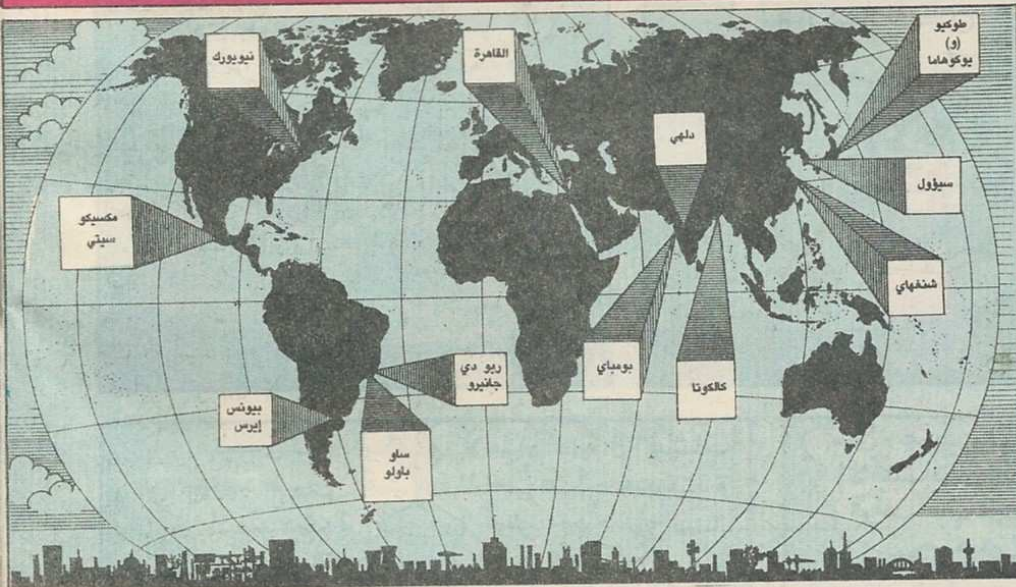 طوكيو
(و)
يوكوهاما
القاهرة
نيويورك
دلهي
سيؤول
مكسيكو
سيتي
شنغهاي
بومباي
كالكوتا
ريو دي
جانيرو
بيونس
إيرس
ساو
باولو